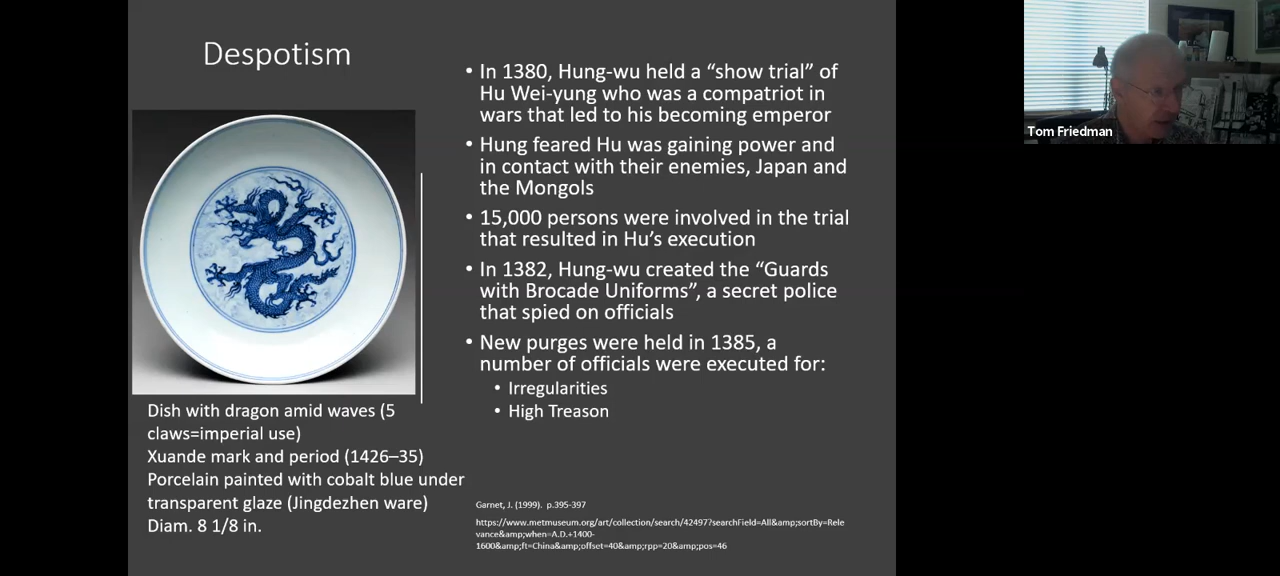 Despotism
• In 1380, Hung-wu held a “show trial” of
Hu Wei-yung who was a compatriot in
wars that led to his becoming emperor
• Hung feared Hu was gaining power and
in contact with their enemies, Japan and
the Mongols
• 15,000 persons were involved in the trial
that resulted in Hu’s execution
• In 1382, Hung-wu created the “Guards
with Brocade Uniforms”, a secret police
that spied on officials
• New purges were held in 1385, a
number of officials were executed for:
• Irregularities
• High Treason
Dish with dragon amid waves (5
claws=imperial use)
Xuande mark and period (1426–35)
Porcelain painted with cobalt blue under
transparent glaze (Jingdezhen ware)
Diam. 8 1/8 in.
Garnet, J. (1999). p.395-397
https://www.metmuseum.org/art/collection/search/42497?searchField=All&amp;sortBy=Rele
vance&amp;when=A.D.+1400-
1600&amp;ft=China&amp;offset=40&amp;rpp=20&amp;pos=46
Tom Friedman